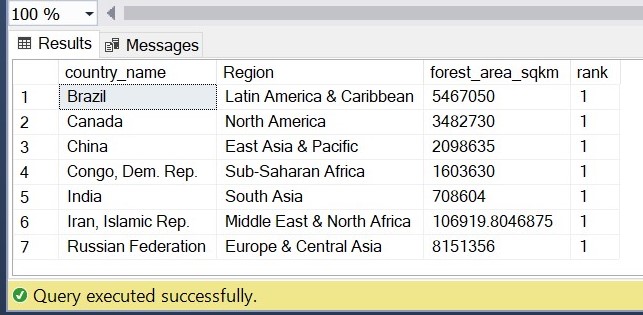 100 %
Results Messages
country_name Region forest_area_sqkm rank
1 Brazil Latin America & Caribbean 5467050 1
2 Canada North America 3482730 1
3 China East Asia & Pacific 2098635 1
4 Congo, Dem. Rep. Sub-Saharan Africa 1603630 1
5 India South Asia 708604 1
6 Iran, Islamic Rep. Middle East & North Africa 106919.8046875 1
7 Russian Federation Europe & Central Asia 8151356 1
Query executed successfully.